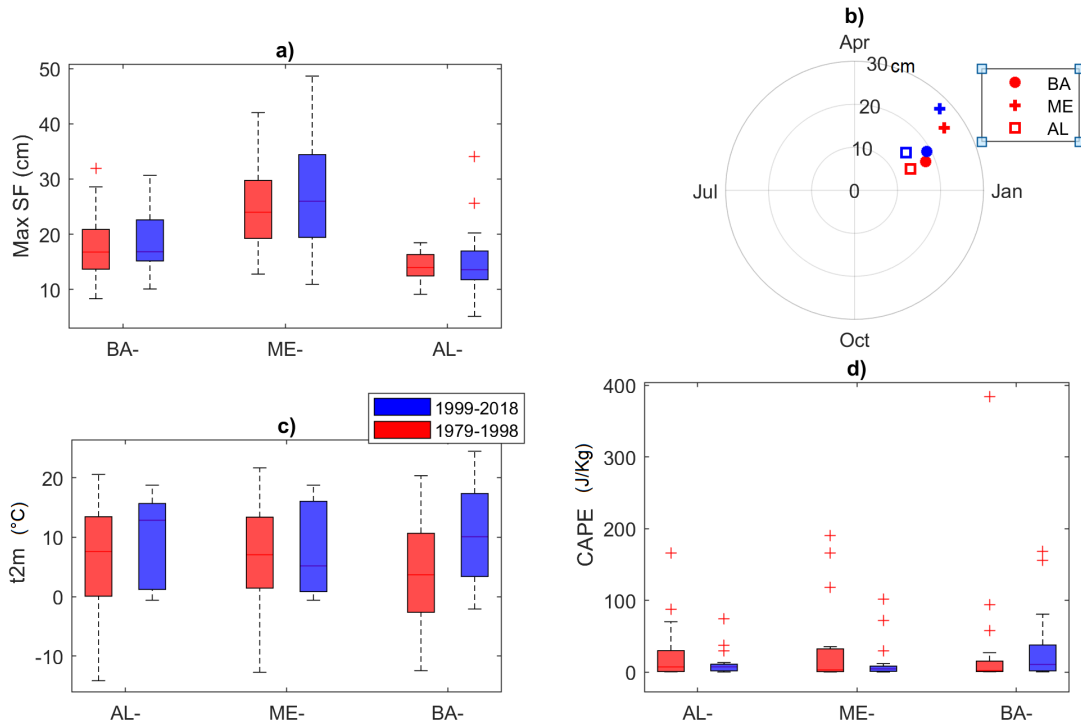 a)
50
40
30
20
10
Max SF (cm)
BA-
ME-
AL-
b)
Apr
30 cm
20
10
0
Jul
Jan
Oct
BA
ME
AL
c)
1999-2018
1979-1998
20
10
0
-10
t2m (°C)
AL-
ME-
BA-
d)
400
300
200
100
0
CAPE (J/Kg)
AL-
ME-
BA-